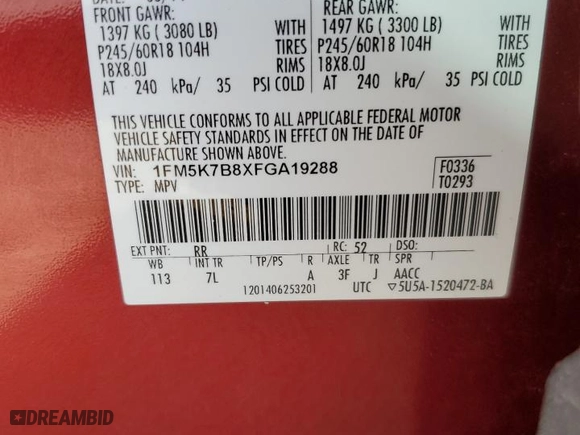 FRONT GAWR:
REAR GAWR:
1397 KG ( 3080 LB) WITH
1497 KG ( 3300 LB) WITH
P245/60R18 104H TIRES
P245/60R18 104H TIRES
18X8.0J RIMS
18X8.0J RIMS
AT 240 kPa/ 35 PSI COLD
AT 240 kPa/ 35 PSI COLD
THIS VEHICLE CONFORMS TO ALL APPLICABLE FEDERAL MOTOR
VEHICLE SAFETY STANDARDS IN EFFECT ON THE DATE OF
MANUFACTURE SHOWN ABOVE.
VIN: 1FM5K7B8XFGA19288
TYPE: MPV
F0336
T0293
EXT PNT: RR RC: 52 DSO:
WB INT TR TP/PS R AXLE TR SPR
113 7L A 3F J AACC
1201406253201 UTC ▽5U5A-1520472-BA
DREAMBID